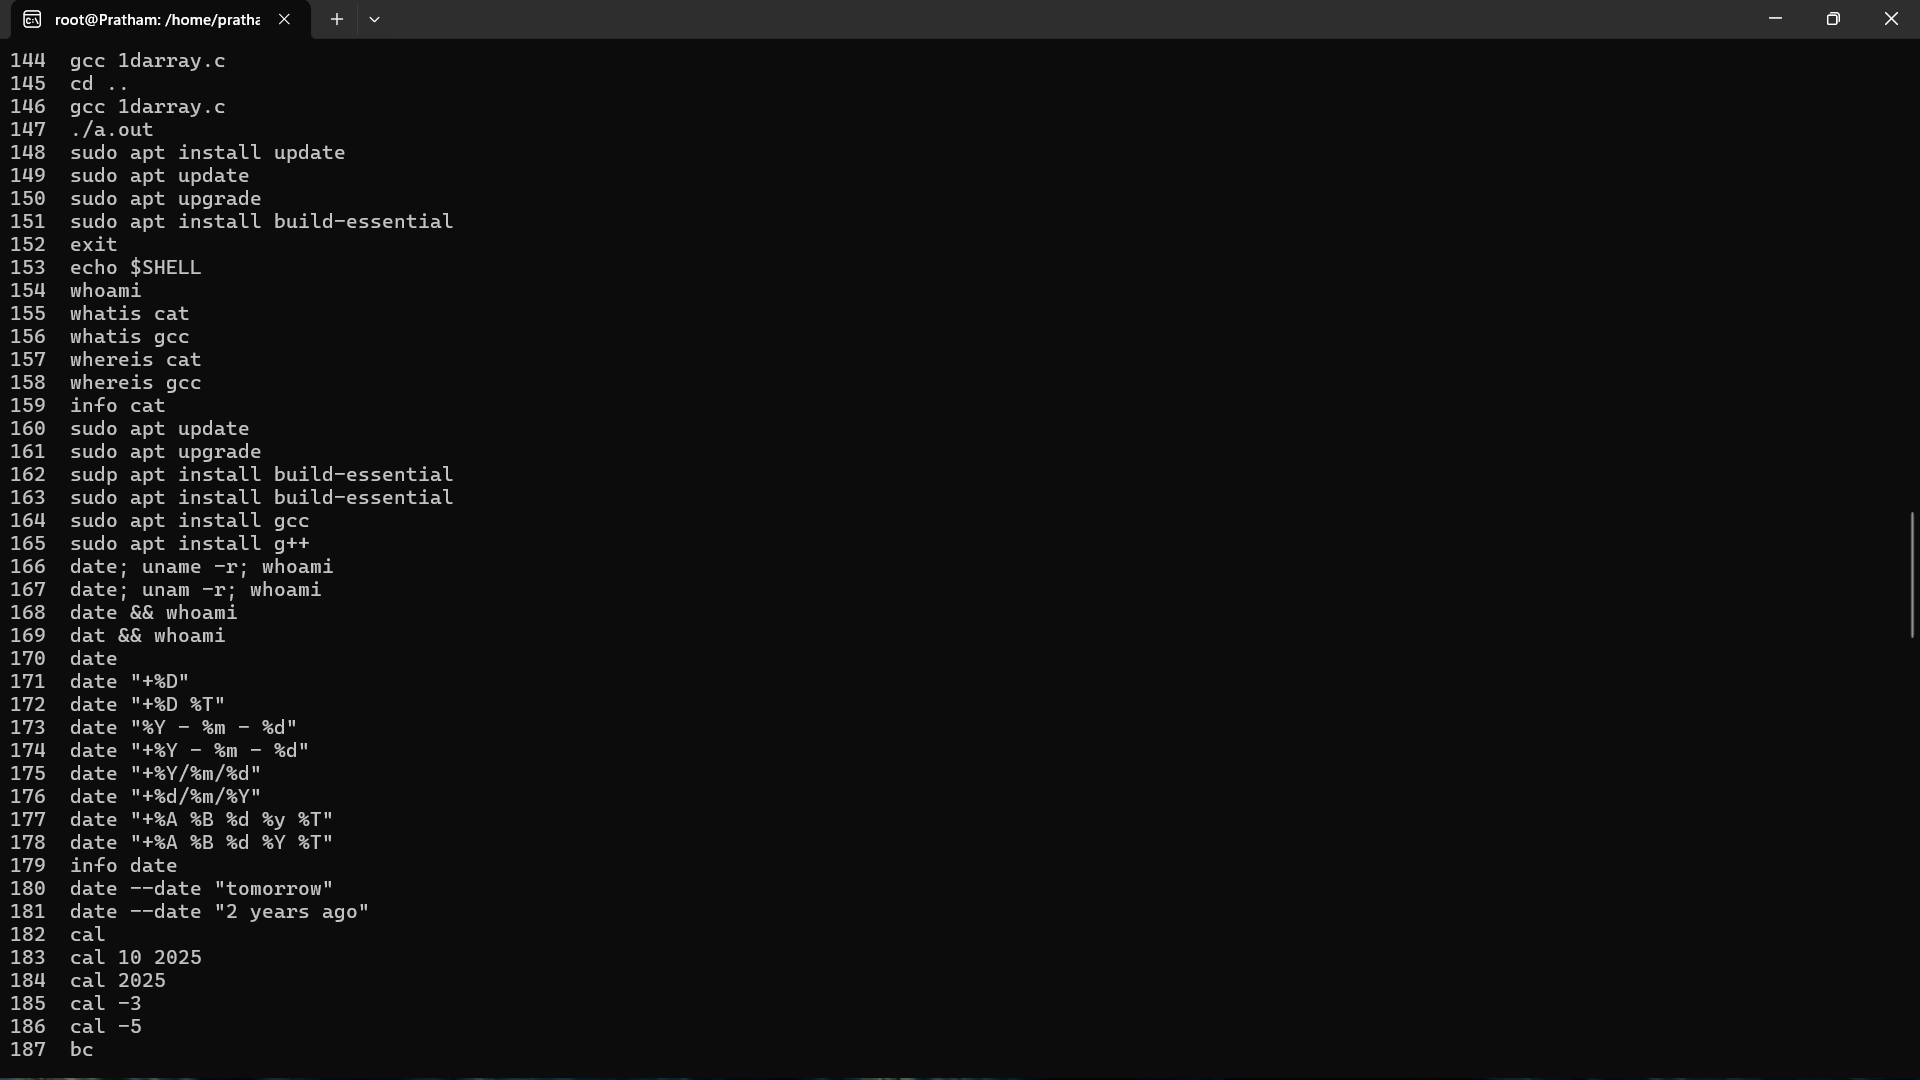 root@Pratham: /home/pratha
144 gcc 1darray.c
145 cd ..
146 gcc 1darray.c
147 ./a.out
148 sudo apt install update
149 sudo apt update
150 sudo apt upgrade
151 sudo apt install build-essential
152 exit
153 echo $SHELL
154 whoami
155 whatis cat
156 whatis gcc
157 whereis cat
158 whereis gcc
159 info cat
160 sudo apt update
161 sudo apt upgrade
162 sudp apt install build-essential
163 sudo apt install build-essential
164 sudo apt install gcc
165 sudo apt install g++
166 date; uname -r; whoami
167 date; unam -r; whoami
168 date && whoami
169 dat && whoami
170 date
171 date "+%D"
172 date "+%D %T"
173 date "%Y - %m - %d"
174 date "+%Y - %m - %d"
175 date "+%Y/%m/%d"
176 date "+%d/%m/%Y"
177 date "+%A %B %d %y %T"
178 date "+%A %B %d %Y %T"
179 info date
180 date --date "tomorrow"
181 date --date "2 years ago"
182 cal
183 cal 10 2025
184 cal 2025
185 cal -3
186 cal -5
187 bc